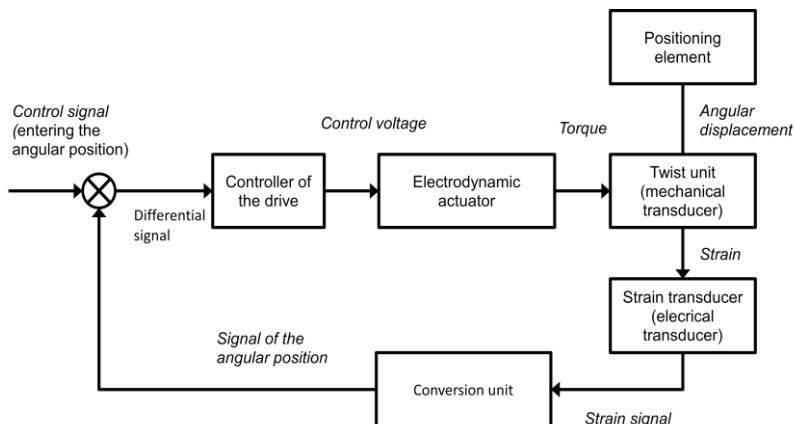 Positioning
element
Control signal
(entering the
angular position)
Control voltage
Torque
Angular
displacement
Controller of
the drive
Electrodynamic
actuator
Twist unit
(mechanical
transducer)
Differential
signal
Strain
Strain transducer
(elecrical
transducer)
Signal of the
angular position
Conversion unit
Strain signal